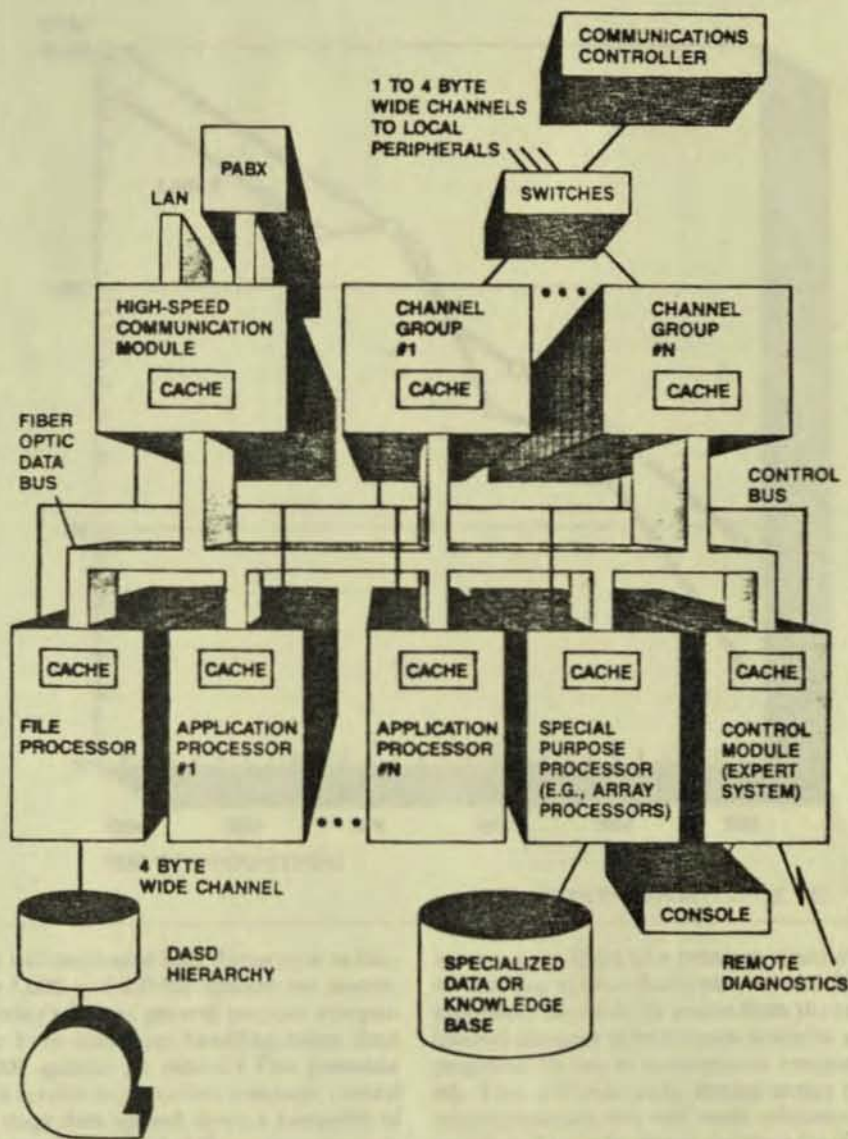 COMMUNICATIONS
CONTROLLER
1 TO 4 BYTE
WIDE CHANNELS
TO LOCAL
PERIPHERALS
PABX
LAN
SWITCHES
HIGH-SPEED
COMMUNICATION
MODULE
CACHE
CHANNEL
GROUP
#1
CACHE
CHANNEL
GROUP
#N
CACHE
FIBER
OPTIC
DATA
BUS
CONTROL
BUS
CACHE
FILE
PROCESSOR
CACHE
APPLICATION
PROCESSOR
#1
CACHE
APPLICATION
PROCESSOR
#N
CACHE
SPECIAL
PURPOSE
PROCESSOR
(E.G., ARRAY
PROCESSORS)
CACHE
CONTROL
MODULE
(EXPERT
SYSTEM)
4 BYTE
WIDE CHANNEL
DASD
HIERARCHY
SPECIALIZED
DATA OR
KNOWLEDGE
BASE
CONSOLE
REMOTE
DIAGNOSTICS